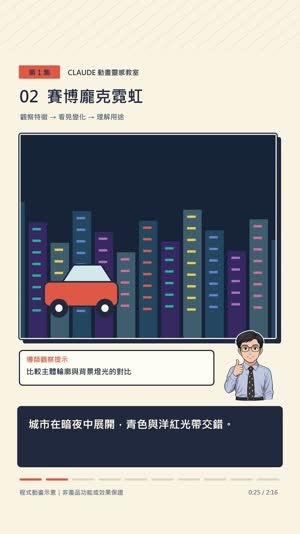 第 1 集 CLAUDE 動畫靈感教室
02 賽博龐克霓虹
觀察特徵 → 看見變化 → 理解用途
導師觀察提示
比較主體輪廓與背景燈光的對比
城市在暗夜中展開，青色與洋紅光帶交錯。
程式動畫示意｜非產品功能或效果保證 0:25 / 2:16